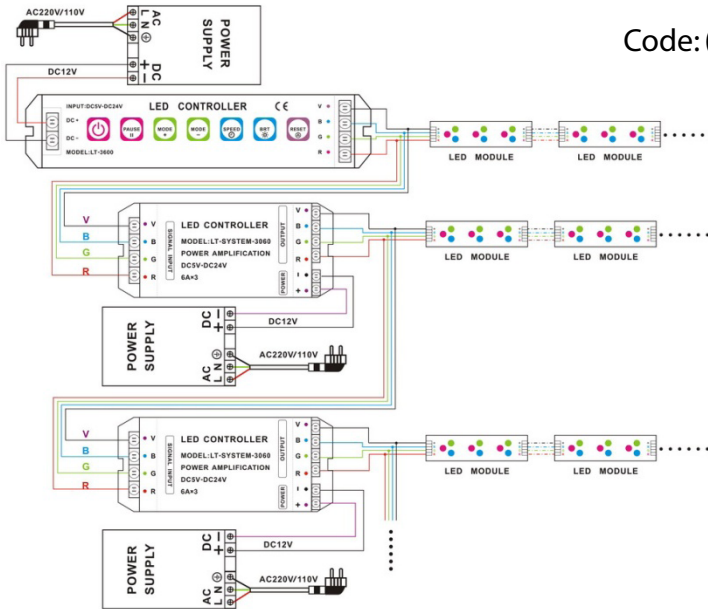 AC220V/110V
AC
L
N
POWER
SUPPLY
DC
+
−
DC12V
Code: (
INPUT:DC5V-DC24V
LED CONTROLLER
CE
DC +
DC −
PAUSE
MODE
+
MODE
−
SPEED
BRT
RESET
MODEL:LT-3600
V
B
G
R
LED MODULE
LED MODULE
V
B
G
R
V
B
G
R
SIGNAL INPUT
LED CONTROLLER
MODEL:LT-SYSTEM-3060
POWER AMPLIFICATION
DC5V-DC24V
6A×3
OUTPUT
POWER
V
B
G
R
−
+
LED MODULE
LED MODULE
POWER
SUPPLY
DC
−
+
DC12V
AC
N
L
AC220V/110V
V
B
G
R
V
B
G
R
SIGNAL INPUT
LED CONTROLLER
MODEL:LT-SYSTEM-3060
POWER AMPLIFICATION
DC5V-DC24V
6A×3
OUTPUT
POWER
V
B
G
R
−
+
LED MODULE
LED MODULE
POWER
SUPPLY
DC
−
+
DC12V
AC
N
L
AC220V/110V